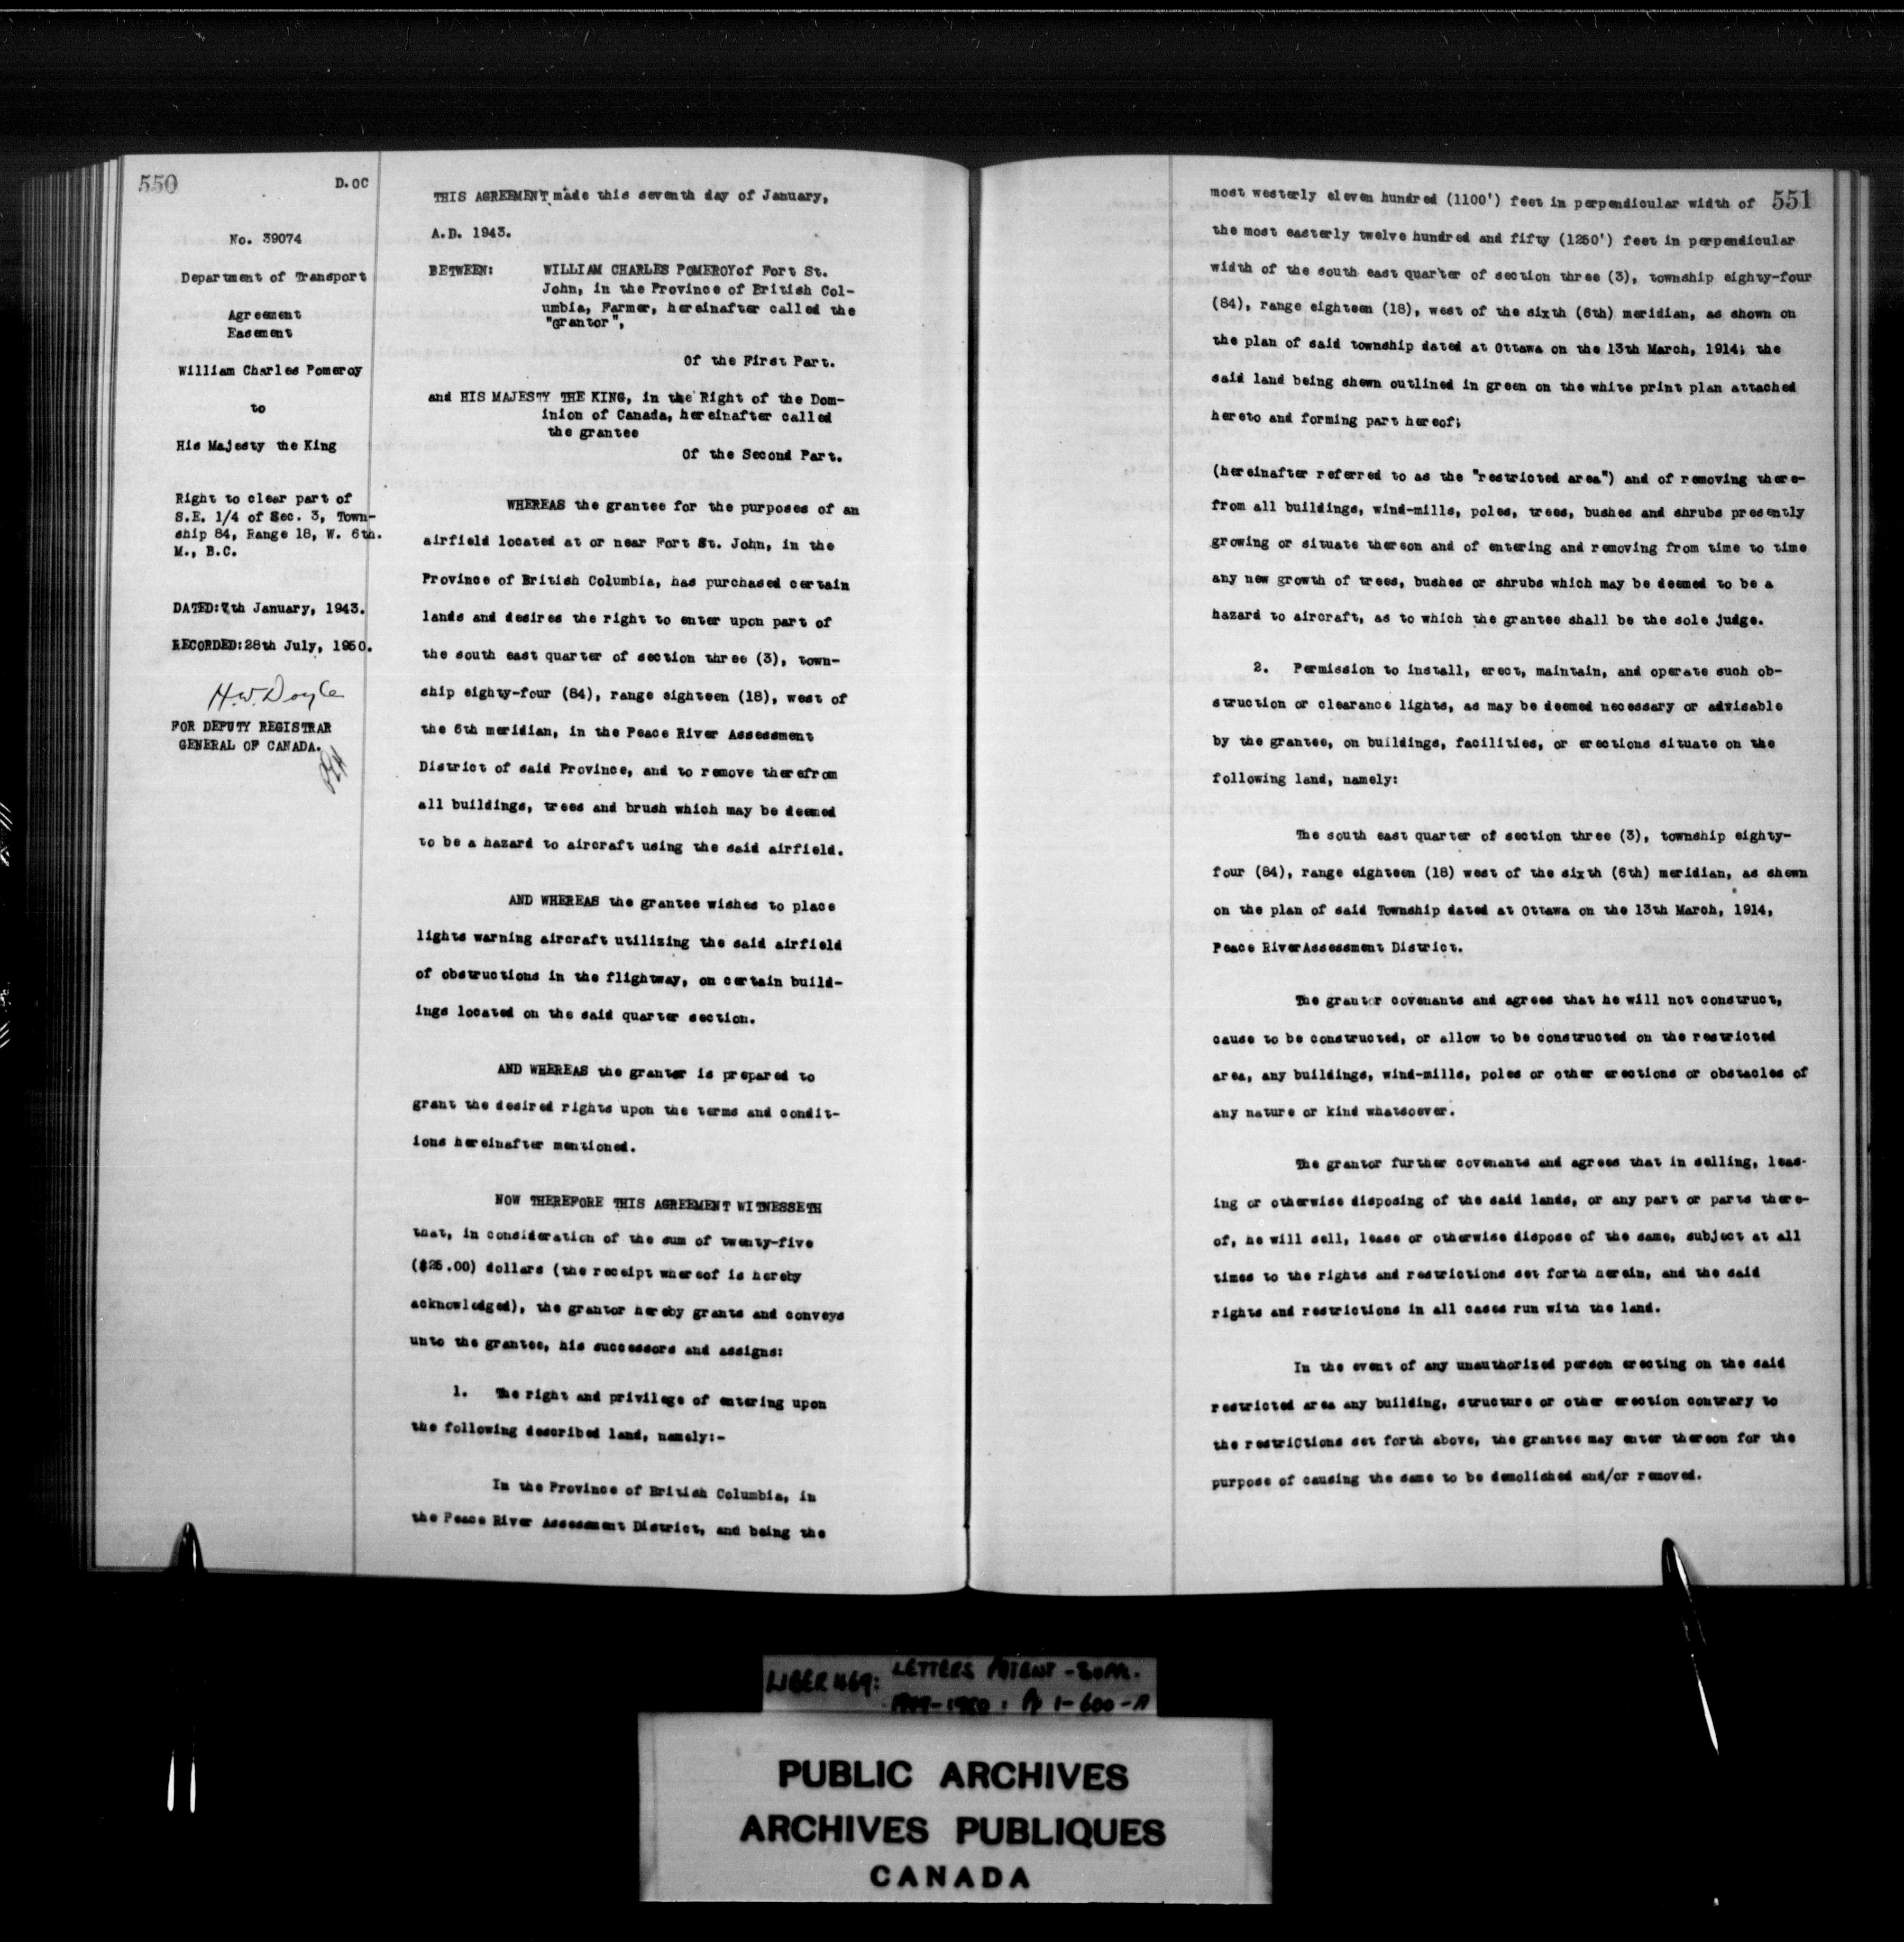 550
D.OC
No. 39074
Department of Transport
Agreement
Easement
William Charles Pomeroy
to
His Majesty the King
Right to clear part of
S.E. 1/4 of Sec. 3, Town-
ship 84, Range 18, W. 6th.
M., B.C.
DATED:7th January, 1943.
RECORDED:28th July, 1950.
H.W. Doyle
FOR DEPUTY REGISTRAR
GENERAL OF CANADA.
THIS AGREEMENT made this seventh day of January,
A.D. 1943.
BETWEEN: WILLIAM CHARLES POMEROYof Fort St.
John, in the Province of British Col-
umbia, Farmer, hereinafter called the
"grantor",
Of the First Part.
and HIS MAJESTY THE KING, in the Right of the Dom-
inion of Canada, hereinafter called
the grantee
Of the Second Part.
WHEREAS the grantee for the purposes of an
airfield located at or near Fort St. John, in the
Province of British Columbia, has purchased certain
lands and desires the right to enter upon part of
the south east quarter of section three (3), town-
ship eighty-four (84), range eighteen (18), west of
the 6th meridian, in the Peace River Assessment
District of said Province, and to remove therefrom
all buildings, trees and brush which may be deemed
to be a hazard to aircraft using the said airfield.
AND WHEREAS the grantee wishes to place
lights warning aircraft utilizing the said airfield
of obstructions in the flightway, on certain build-
ings located on the said quarter section.
AND WHEREAS the grantor is prepared to
grant the desired rights upon the terms and condit-
ions hereinafter mentioned.
NOW THEREFORE THIS AGREEMENT WITNESSETH
that, in consideration of the sum of twenty-five
($25.00) dollars (the receipt whereof is hereby
acknowledged), the grantor hereby grants and conveys
unto the grantee, his successors and assigns:
1. The right and privilege of entering upon
the following described land, namely:-
In the Province of British Columbia, in
the Peace River Assessment District, and being the
551
most westerly eleven hundred (1100') feet in perpendicular width of
the most easterly twelve hundred and fifty (1250') feet in perpendicular
width of the south east quarter of section three (3), township eighty-four
(84), range eighteen (18), west of the sixth (6th) meridian, as shown on
the plan of said township dated at Ottawa on the 13th March, 1914; the
said land being shewn outlined in green on the white print plan attached
hereto and forming part hereof;
(hereinafter referred to as the "restricted area") and of removing there-
from all buildings, wind-mills, poles, trees, bushes and shrubs presently
growing or situate thereon and of entering and removing from time to time
any new growth of trees, bushes or shrubs which may be deemed to be a
hazard to aircraft, as to which the grantee shall be the sole judge.
2. Permission to install, erect, maintain, and operate such ob-
struction or clearance lights, as may be deemed necessary or advisable
by the grantee, on buildings, facilities, or erections situate on the
following land, namely:
The south east quarter of section three (3), township eighty-
four (84), range eighteen (18) west of the sixth (6th) meridian, as shewn
on the plan of said Township dated at Ottawa on the 13th March, 1914,
Peace RiverAssessment District.
The grantor covenants and agrees that he will not construct,
cause to be constructed, or allow to be constructed on the restricted
area, any buildings, wind-mills, poles or other erections or obstacles of
any nature or kind whatsoever.
The grantor further covenants and agrees that in selling, leas-
ing or otherwise disposing of the said lands, or any part or parts there-
of, he will sell, lease or otherwise dispose of the same, subject at all
times to the rights and restrictions set forth herein, and the said
rights and restrictions in all cases run with the land.
In the event of any unauthorized person erecting on the said
restricted area any building, structure or other erection contrary to
the restrictions set forth above, the grantee may enter thereon for the
purpose of causing the same to be demolished and/or removed.
LIBER 469: LETTERS PATENT -
1949-1950: Pp 1-600-A
PUBLIC ARCHIVES
ARCHIVES PUBLIQUES
CANADA